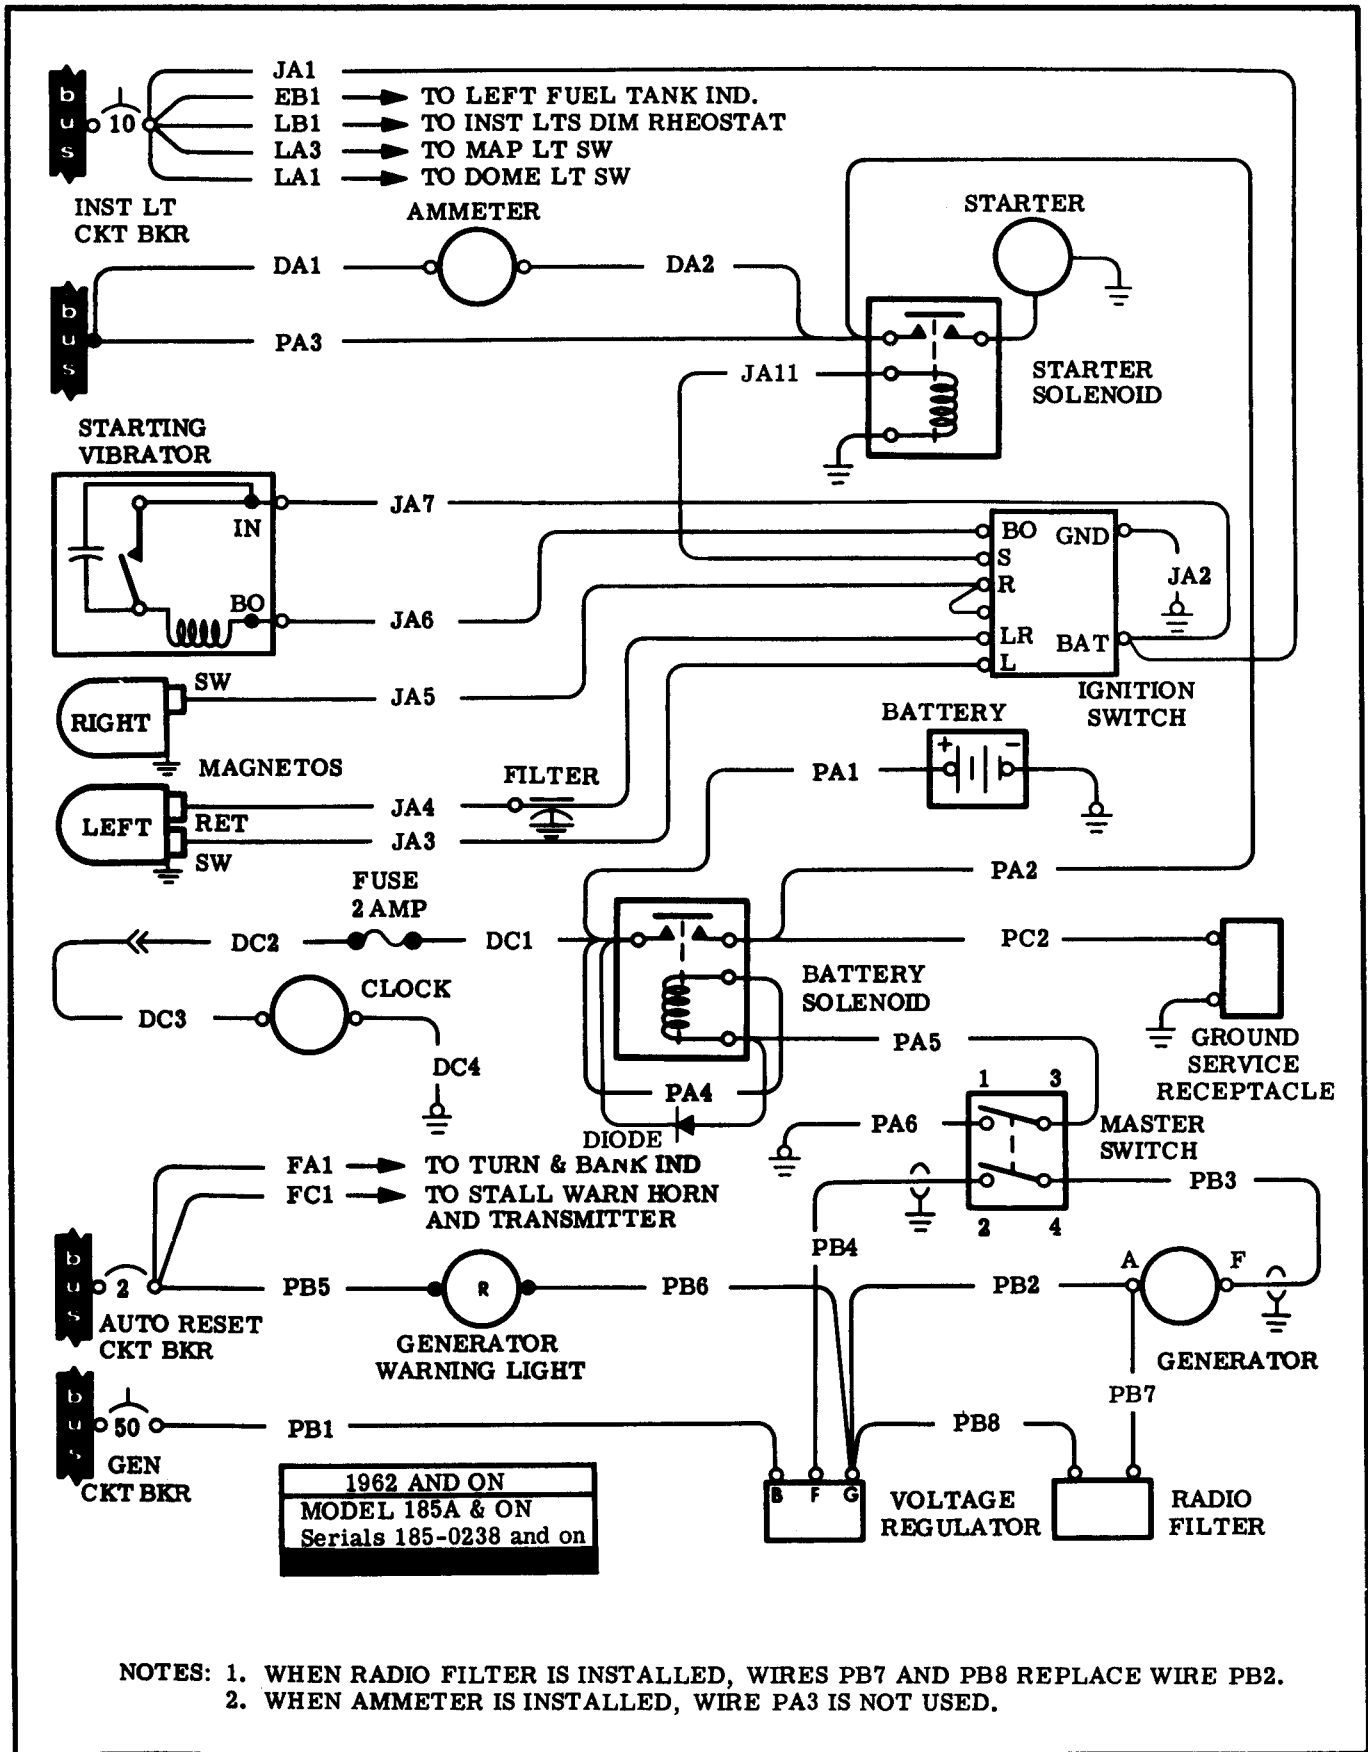 JA1
EB1 TO LEFT FUEL TANK IND.
bus 10 LB1 TO INST LTS DIM RHEOSTAT
LA3 TO MAP LT SW
LA1 TO DOME LT SW
INST LT
CKT BKR
AMMETER
STARTER
DA1
DA2
bus
PA3
JA11
STARTER
SOLENOID
STARTING
VIBRATOR
JA7
IN
BO
JA6
BO
S
R
LR
L
GND
JA2
BAT
IGNITION
SWITCH
SW
RIGHT
JA5
MAGNETOS
BATTERY
+ -
PA1
FILTER
LEFT
JA4
RET
JA3
SW
FUSE
2 AMP
PA2
DC2
DC1
PC2
CLOCK
BATTERY
SOLENOID
DC3
DC4
PA5
GROUND
SERVICE
RECEPTACLE
PA4
DIODE
1 3
PA6
MASTER
SWITCH
2 4
PB3
FA1 TO TURN & BANK IND
FC1 TO STALL WARN HORN
AND TRANSMITTER
PB4
bus 2
PB5
R
PB6
PB2
A F
AUTO RESET
CKT BKR
GENERATOR
WARNING LIGHT
GENERATOR
PB7
bus 50
PB1
PB8
GEN
CKT BKR
B F G
VOLTAGE
REGULATOR
RADIO
FILTER
1962 AND ON
MODEL 185A & ON
Serials 185-0238 and on
NOTES: 1. WHEN RADIO FILTER IS INSTALLED, WIRES PB7 AND PB8 REPLACE WIRE PB2.
2. WHEN AMMETER IS INSTALLED, WIRE PA3 IS NOT USED.